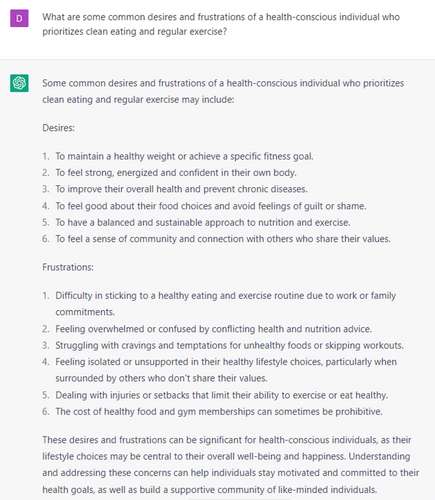 D
What are some common desires and frustrations of a health-conscious individual who
prioritizes clean eating and regular exercise?
Some common desires and frustrations of a health-conscious individual who prioritizes
clean eating and regular exercise may include:
Desires:
1. To maintain a healthy weight or achieve a specific fitness goal.
2. To feel strong, energized and confident in their own body.
3. To improve their overall health and prevent chronic diseases.
4. To feel good about their food choices and avoid feelings of guilt or shame.
5. To have a balanced and sustainable approach to nutrition and exercise.
6. To feel a sense of community and connection with others who share their values.
Frustrations:
1. Difficulty in sticking to a healthy eating and exercise routine due to work or family
commitments.
2. Feeling overwhelmed or confused by conflicting health and nutrition advice.
3. Struggling with cravings and temptations for unhealthy foods or skipping workouts.
4. Feeling isolated or unsupported in their healthy lifestyle choices, particularly when
surrounded by others who don't share their values.
5. Dealing with injuries or setbacks that limit their ability to exercise or eat healthy.
6. The cost of healthy food and gym memberships can sometimes be prohibitive.
These desires and frustrations can be significant for health-conscious individuals, as their
lifestyle choices may be central to their overall well-being and happiness. Understanding
and addressing these concerns can help individuals stay motivated and committed to their
health goals, as well as build a supportive community of like-minded individuals.